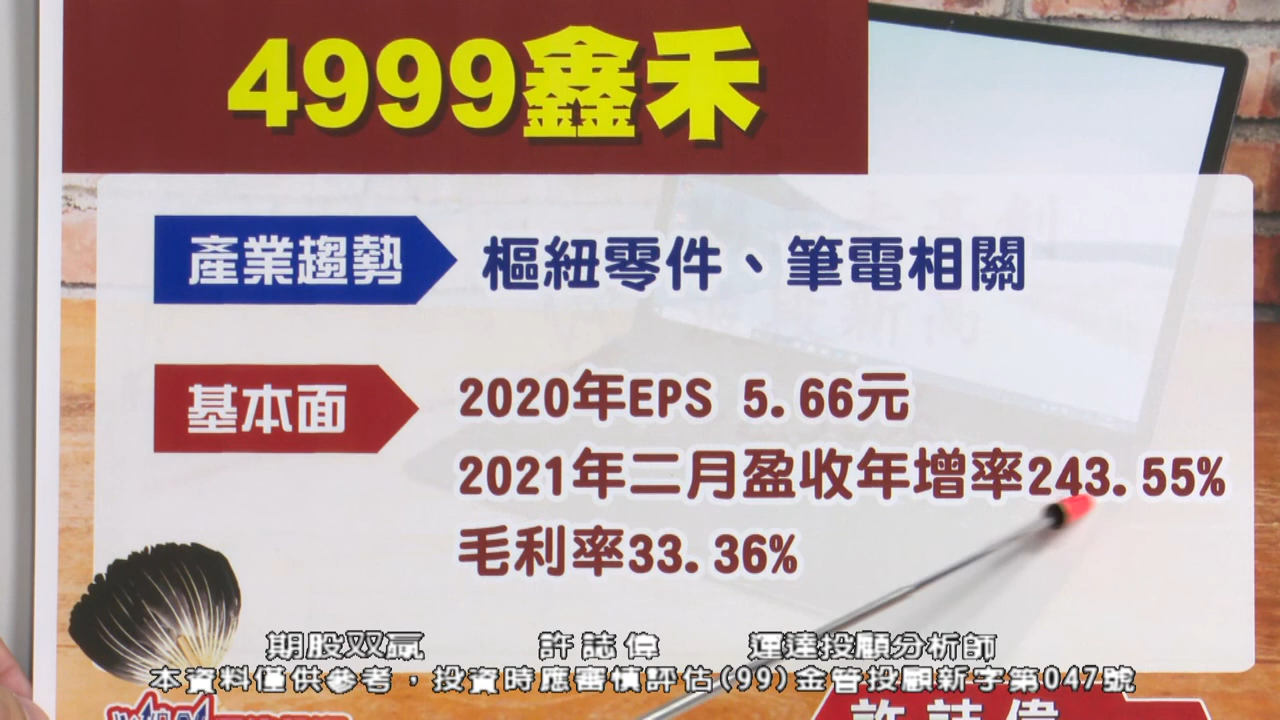 4999鑫禾
產業趨勢
樞紐零件、筆電相關
基本面
2020年EPS 5.66元
2021年二月盈收年增率243.55%
毛利率33.36%
期股双贏 許誌偉 運達投顧分析師
本資料僅供參考，投資時應審慎評估(99)金管投顧新字第047號
許誌偉